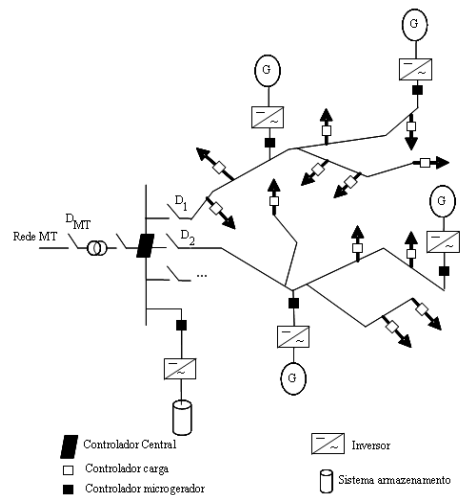 G
G
D1
G
DMT
Rede MT
D2
...
G
Controlador Central
Inversor
Controlador carga
Sistema armazenamento
Controlador microgerador